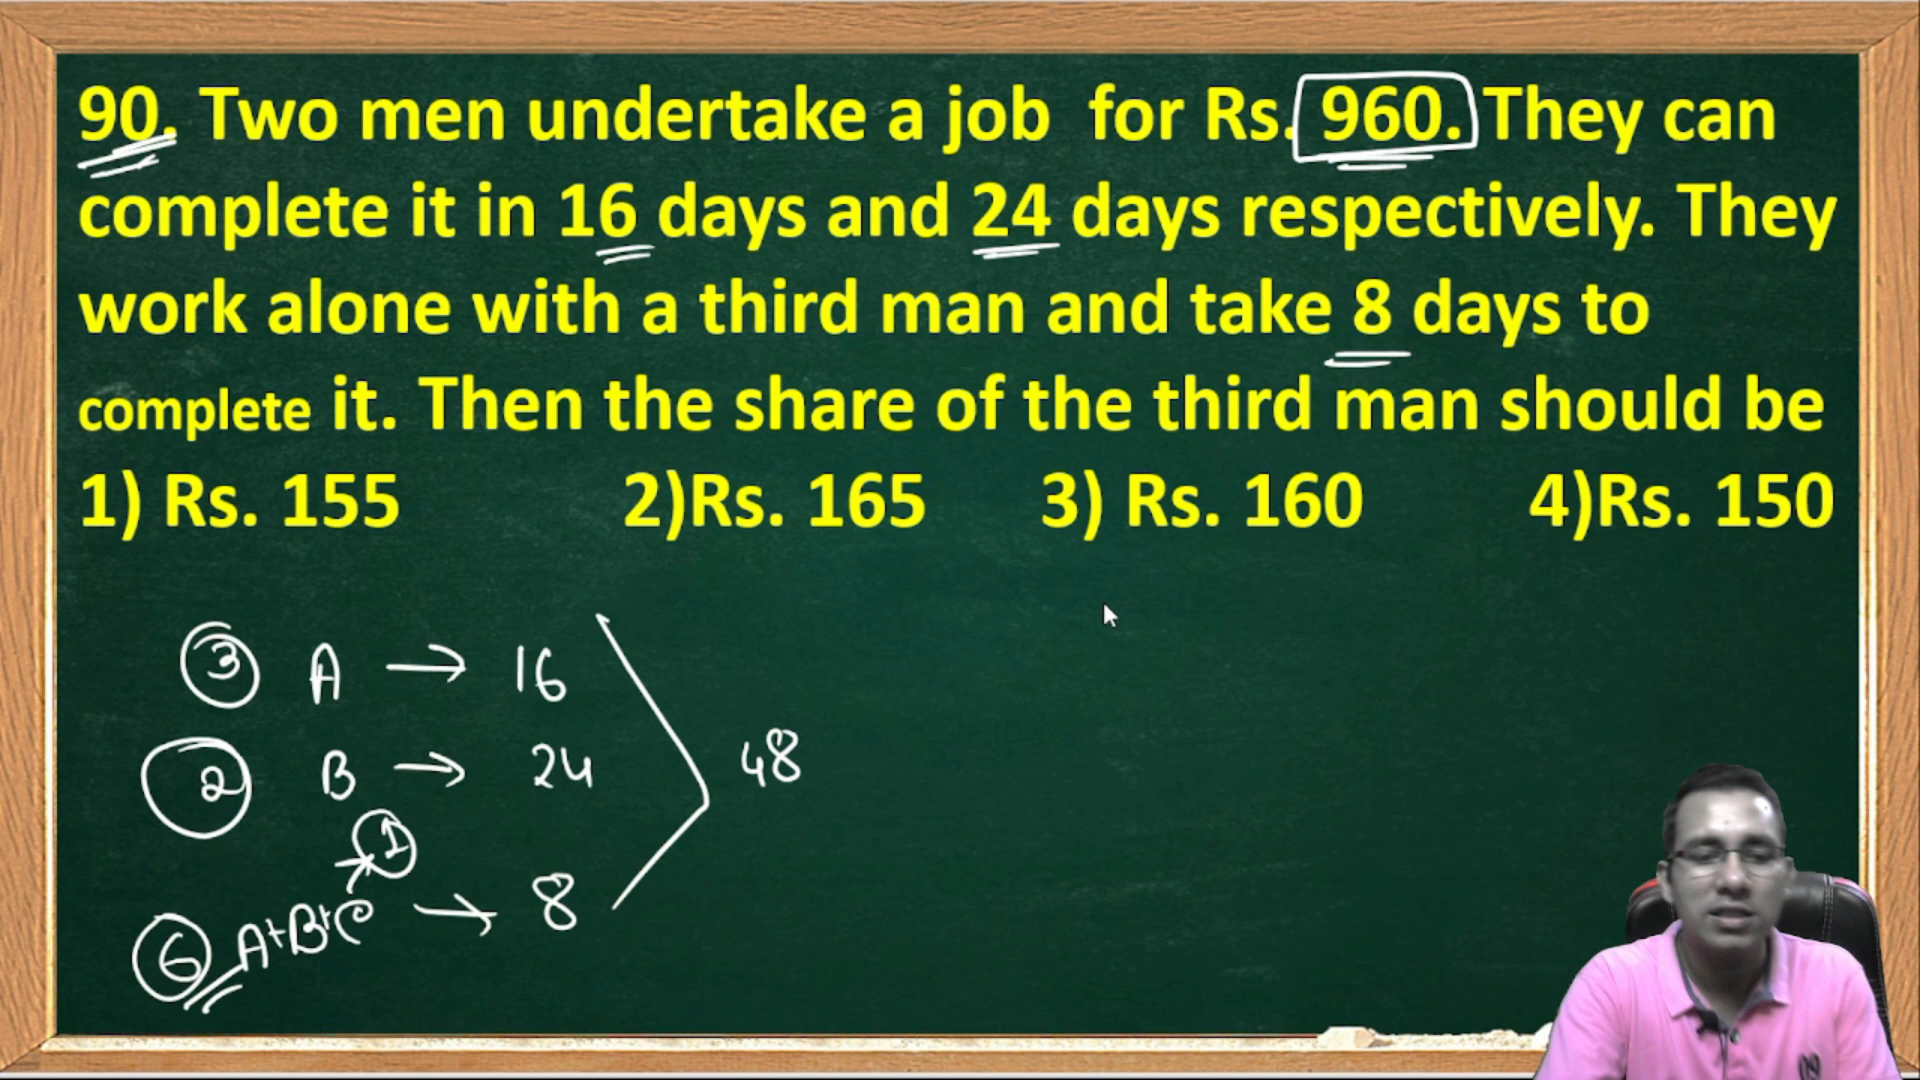 90. Two men undertake a job for Rs. 960. They can
complete it in 16 days and 24 days respectively. They
work alone with a third man and take 8 days to
complete it. Then the share of the third man should be
1) Rs. 155 2)Rs. 165 3) Rs. 160 4)Rs. 150
3 A → 16
2 B → 24
48
1
6 A+B+C → 8